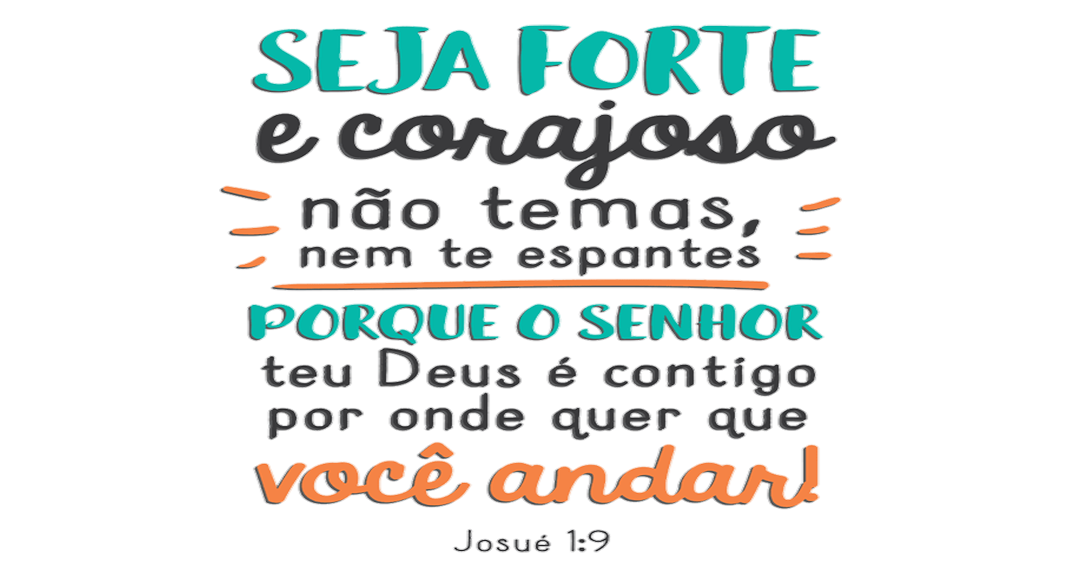 SEJA FORTE
e corajoso
não temas,
nem te espantes
PORQUE O SENHOR
teu Deus é contigo
por onde quer que
você andar!
Josué 1:9